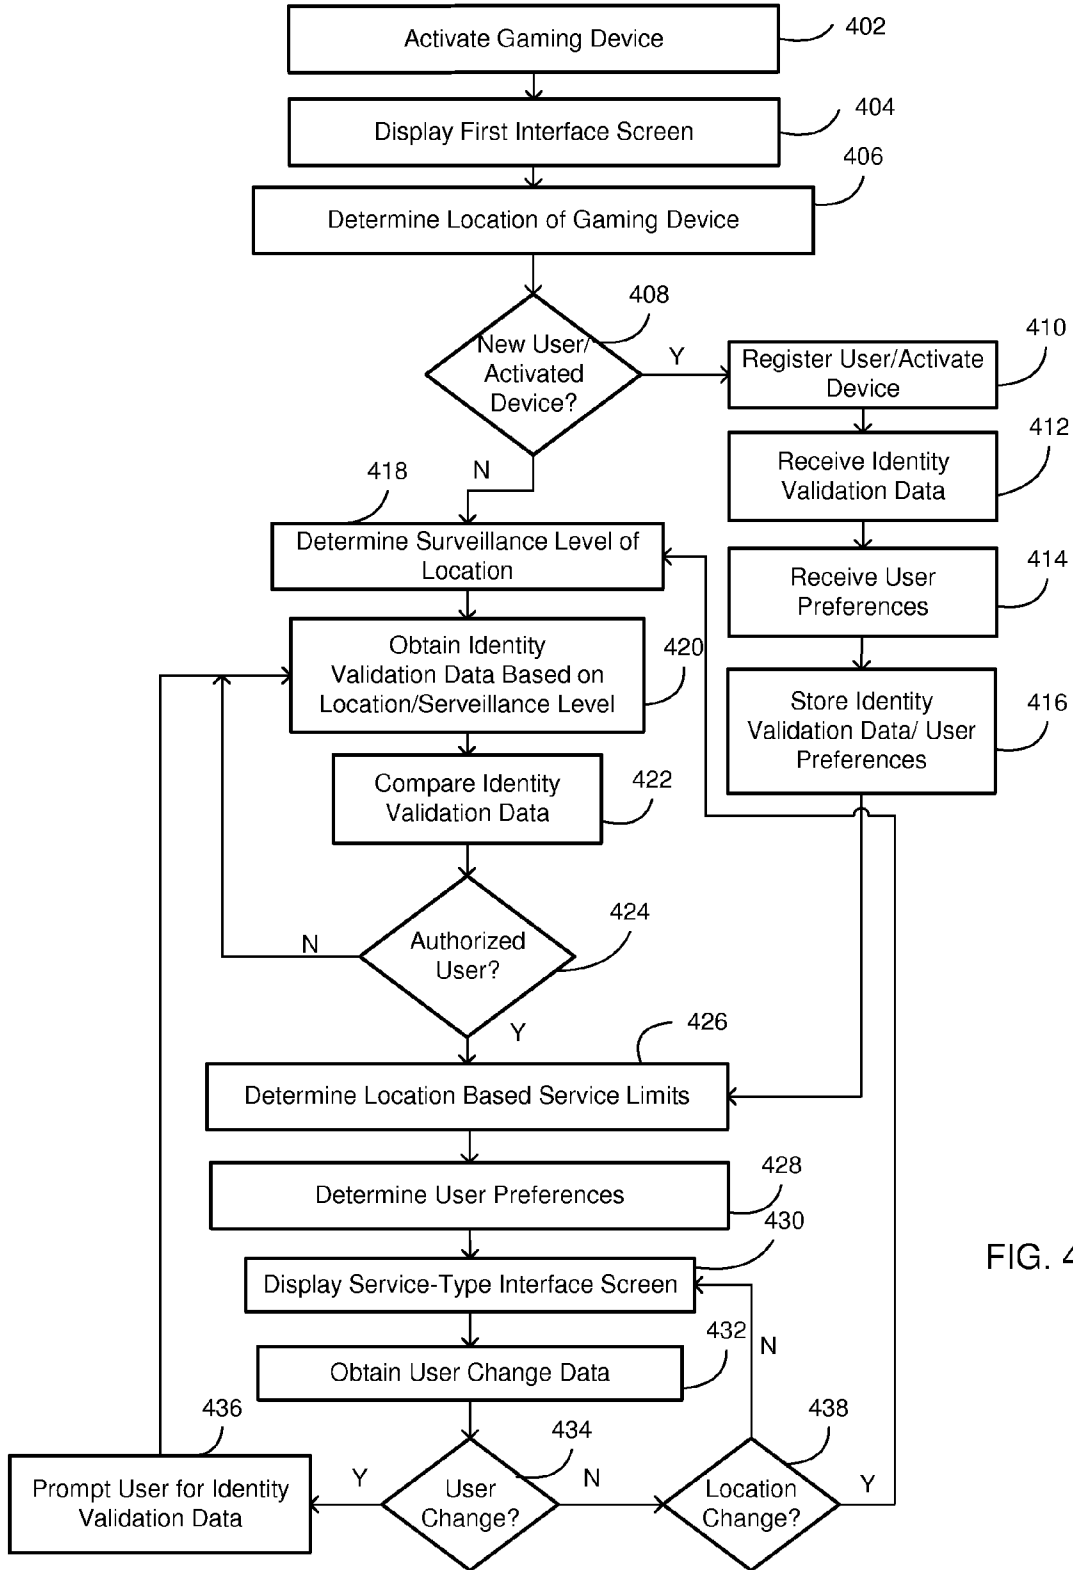 Activate Gaming Device
402
Display First Interface Screen
404
406
Determine Location of Gaming Device
408
New User/
Activated
Device?
Y
410
Register User/Activate
Device
412
Receive Identity
Validation Data
N
418
Determine Surveillance Level of
Location
414
Receive User
Preferences
Obtain Identity
Validation Data Based on
Location/Serveillance Level
420
Store Identity
Validation Data/ User
Preferences
416
Compare Identity
Validation Data
422
Authorized
User?
424
N
Y
426
Determine Location Based Service Limits
428
Determine User Preferences
430
Display Service-Type Interface Screen
FIG. 4
432
Obtain User Change Data
N
436
Prompt User for Identity
Validation Data
Y
434
User
Change?
N
438
Location
Change?
Y